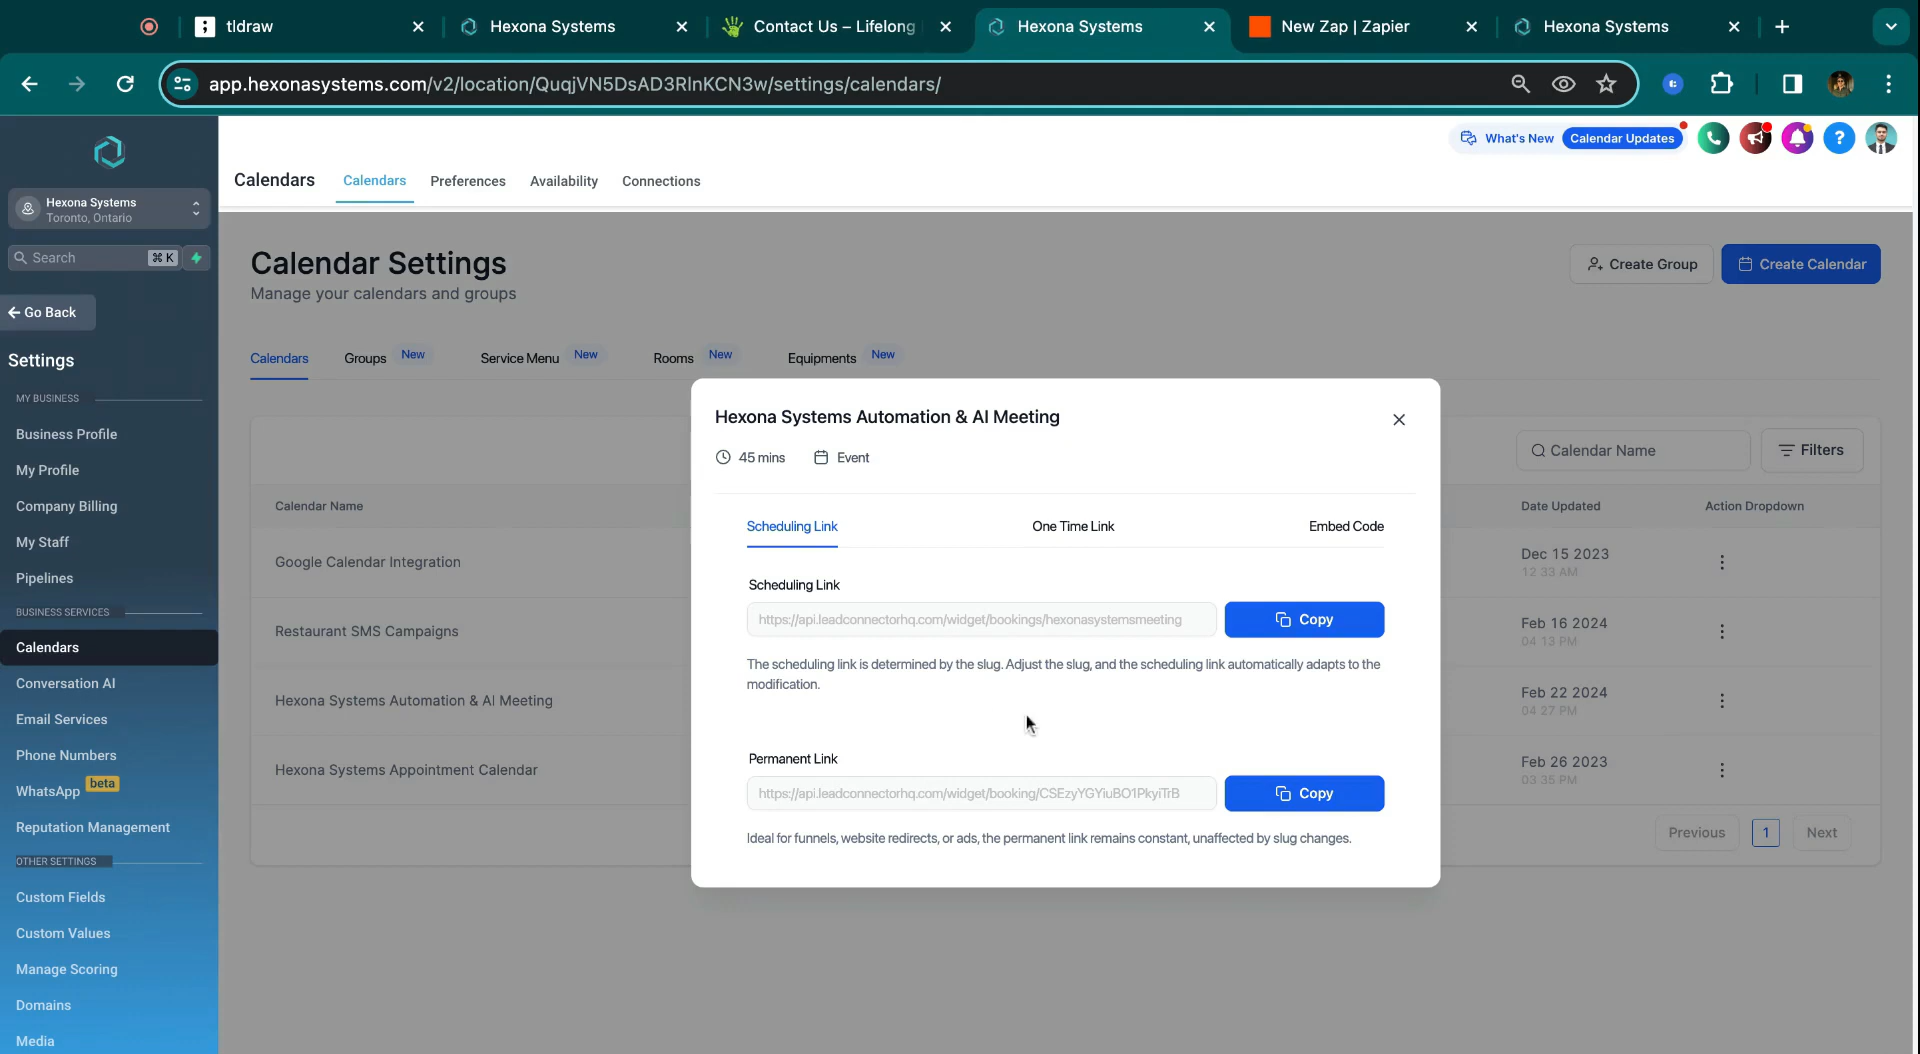 tldraw
Hexona Systems
Contact Us – Lifelong
Hexona Systems
New Zap | Zapier
Hexona Systems
app.hexonasystems.com/v2/location/QuqjVN5DsAD3RlnKCN3w/settings/calendars/
What's New
Calendar Updates
Calendars
Calendars
Preferences
Availability
Connections
Hexona Systems
Toronto, Ontario
Search
⌘ K
Go Back
Settings
MY BUSINESS
Business Profile
My Profile
Company Billing
My Staff
Pipelines
BUSINESS SERVICES
Calendars
Conversation AI
Email Services
Phone Numbers
WhatsApp
beta
Reputation Management
OTHER SETTINGS
Custom Fields
Custom Values
Manage Scoring
Domains
Media
Calendar Settings
Manage your calendars and groups
Create Group
Create Calendar
Calendars
Groups
New
Service Menu
New
Rooms
New
Equipments
New
Calendar Name
Filters
Calendar Name
Date Updated
Action Dropdown
Google Calendar Integration
Dec 15 2023
12 33 AM
Restaurant SMS Campaigns
Feb 16 2024
04 13 PM
Hexona Systems Automation & AI Meeting
Feb 22 2024
04 27 PM
Hexona Systems Appointment Calendar
Feb 26 2023
03 35 PM
Previous
1
Next
Hexona Systems Automation & AI Meeting
45 mins
Event
Scheduling Link
One Time Link
Embed Code
Scheduling Link
https://api.leadconnectorhq.com/widget/bookings/hexonasystemsmeeting
Copy
The scheduling link is determined by the slug. Adjust the slug, and the scheduling link automatically adapts to the
modification.
Permanent Link
https://api.leadconnectorhq.com/widget/booking/CSEzyYGYiuBO1PkyiTrB
Copy
Ideal for funnels, website redirects, or ads, the permanent link remains constant, unaffected by slug changes.